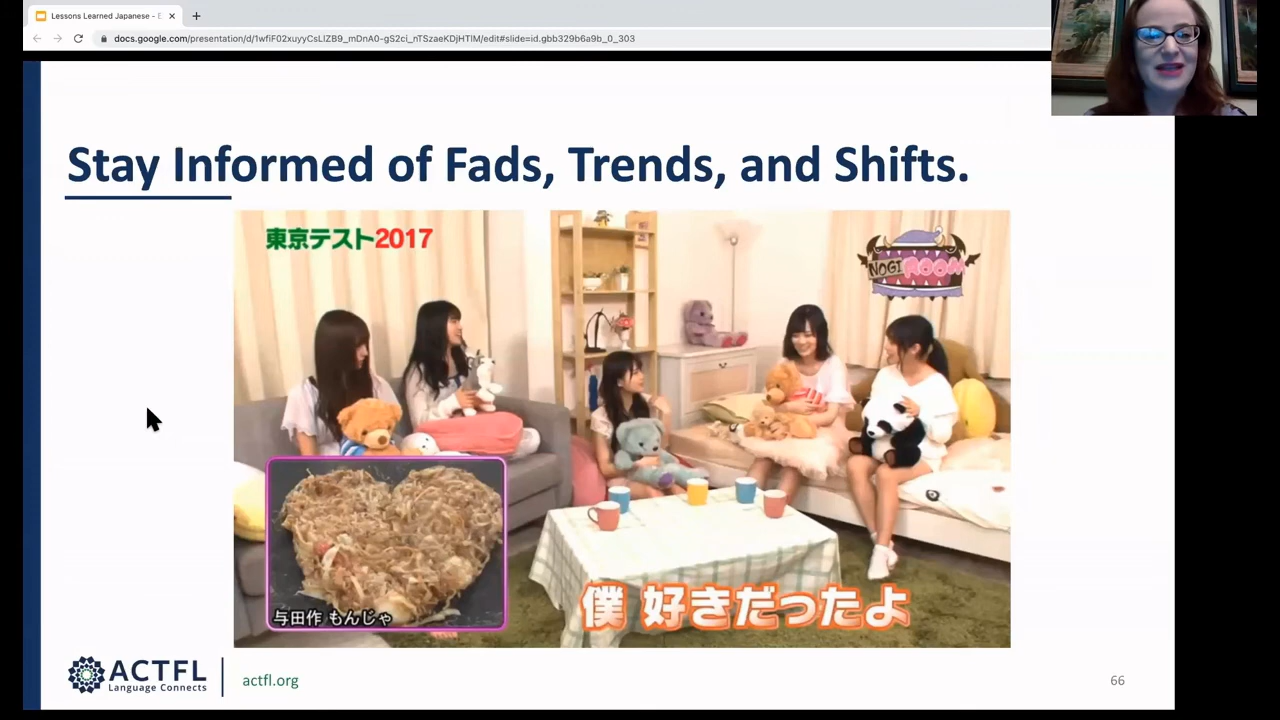 Lessons Learned Japanese - E
docs.google.com/presentation/d/1wfiF02xuyyCsLIZB9_mDnA0-gS2ci_nTSzaeKDjHTlM/edit#slide=id.gbb329b6a9b_0_303
Stay Informed of Fads, Trends, and Shifts.
東京テスト2017
NOGI ROOM
与田作 もんじゃ
僕 好きだったよ
ACTFL
Language Connects
actfl.org
66